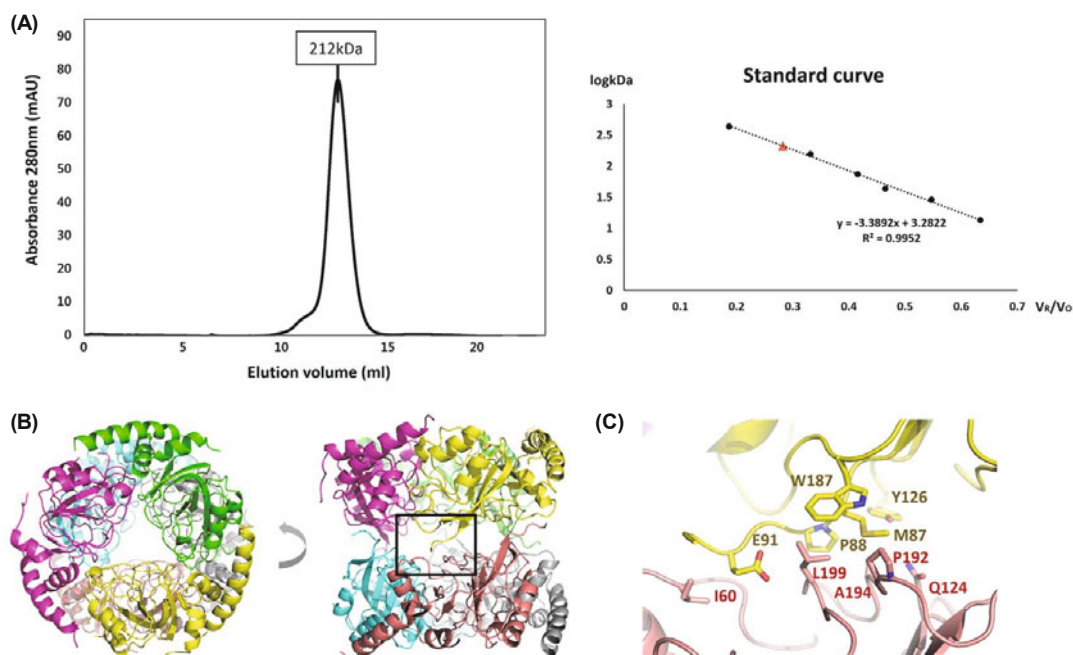 (A)
90
80
70
60
50
40
30
20
10
0
0 5 10 15 20
Absorbance 280nm (mAU)
Elution volume (ml)
212kDa
Standard curve
logkDa
3
2.5
2
1.5
1
0.5
0
y = -3.3892x + 3.2822
R² = 0.9952
0 0.1 0.2 0.3 0.4 0.5 0.6 0.7 VR/VO
(B)
(C)
W187
Y126
E91
P88
M87
P192
L199
I60
A194
Q124